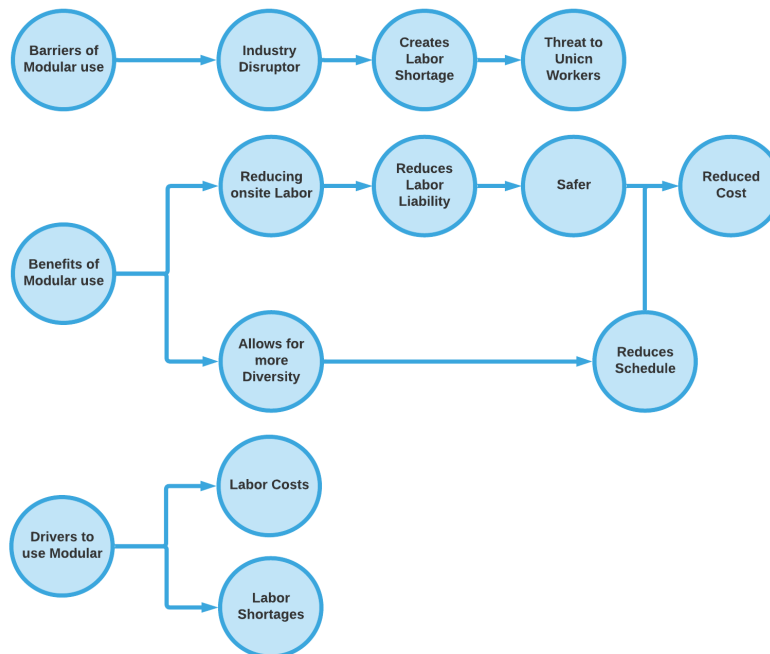 Barriers of
Modular use
Industry
Disruptor
Creates
Labor
Shortage
Threat to
Unicn
Workers
Benefits of
Modular use
Reducing
onsite Labor
Reduces
Labor
Liability
Safer
Reduced
Cost
Allows for
more
Diversity
Reduces
Schedule
Drivers to
use Modular
Labor Costs
Labor
Shortages